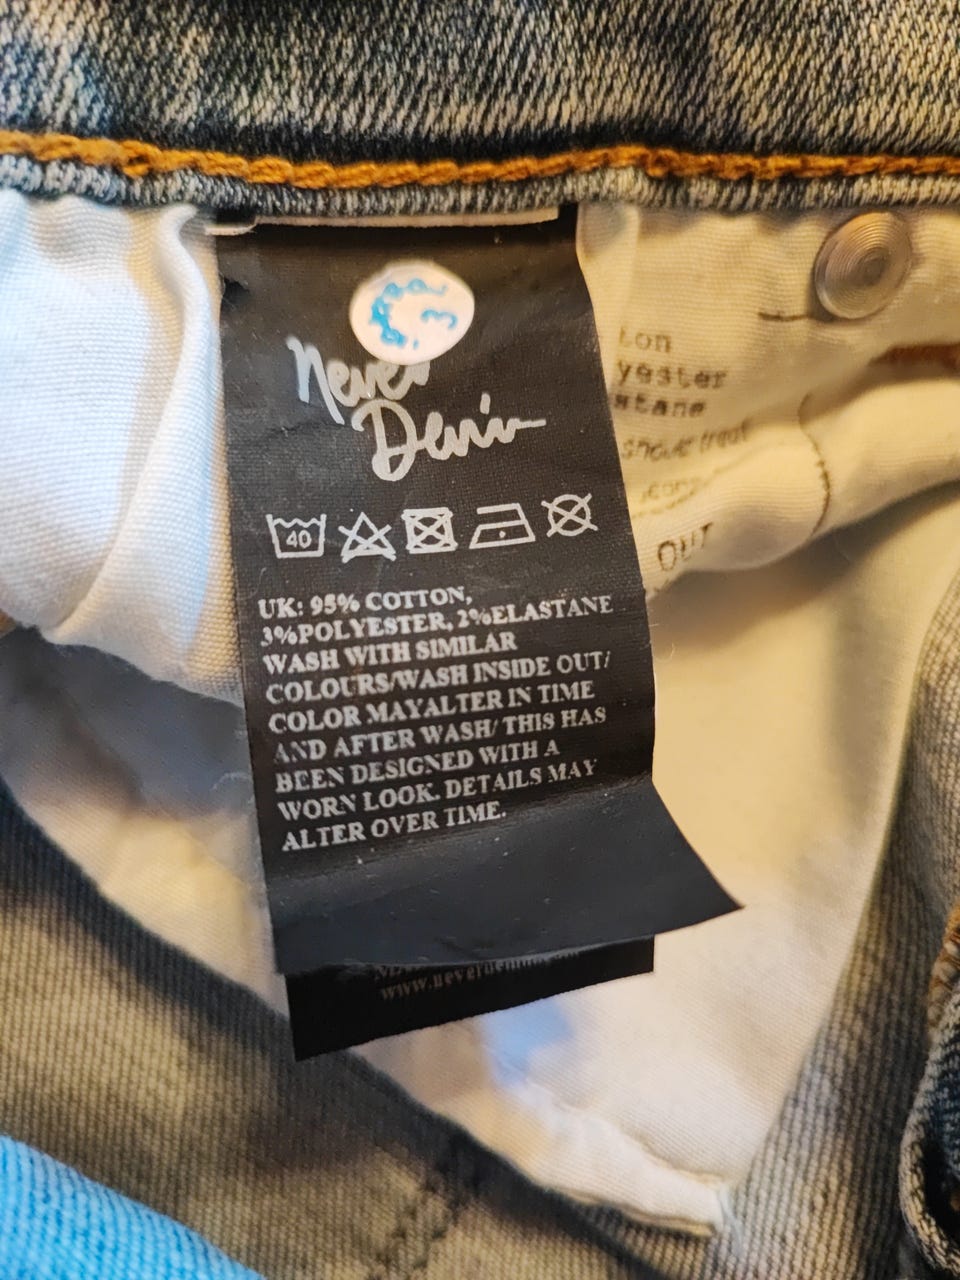 Never
Denim
40
UK: 95% COTTON,
3%POLYESTER, 2%ELASTANE
WASH WITH SIMILAR
COLOURS/WASH INSIDE OUT/
COLOR MAYALTER IN TIME
AND AFTER WASH/ THIS HAS
BEEN DESIGNED WITH A
WORN LOOK. DETAILS MAY
ALTER OVER TIME.
ton
yester
stane
OUT